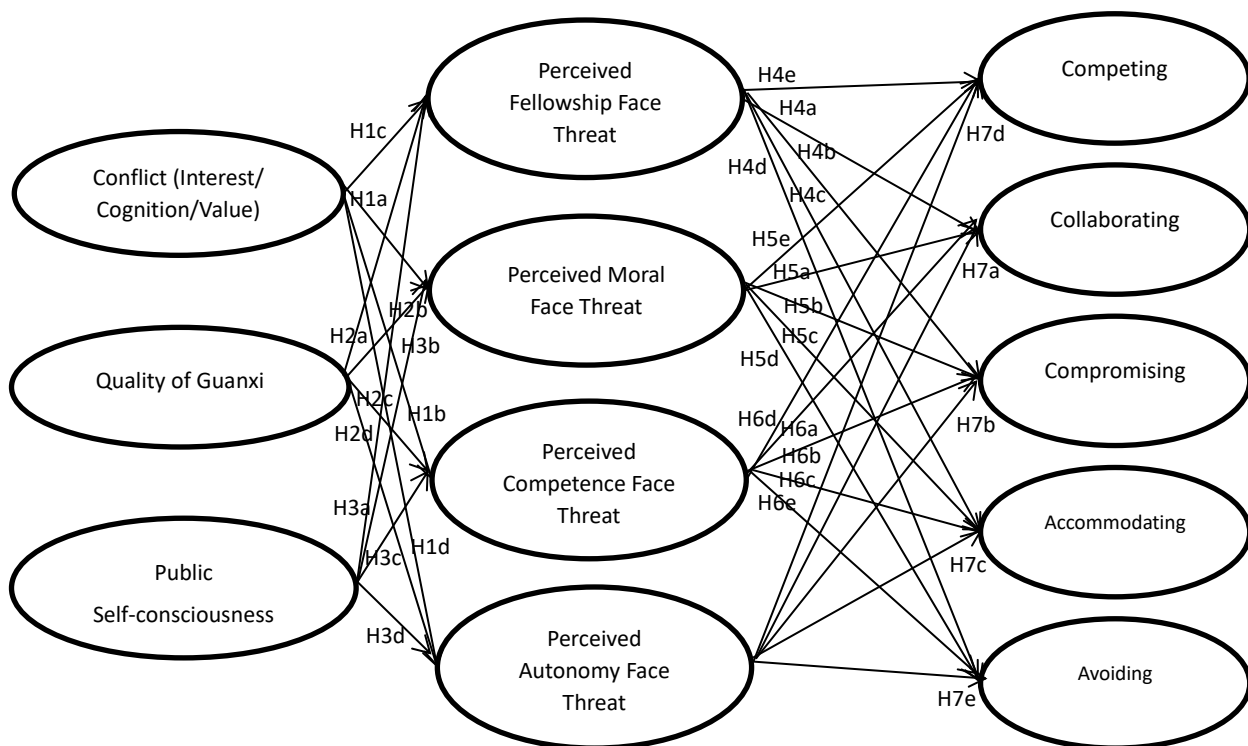 Perceived
Fellowship Face
Threat
Competing
H4e
H4a
H7d
H1c
H4b
H4d
Conflict (Interest/
Cognition/Value)
H1a
H4c
Collaborating
H5e
H7a
Perceived Moral
Face Threat
H5a
H2b
H5b
H2a
H3b
H5c
H5d
Compromising
Quality of Guanxi
H2c
H1b
H2d
H6d
H6a
H7b
H6b
Perceived
Competence Face
Threat
H6c
H6e
H3a
H1d
H3c
Accommodating
H7c
Public
Self-consciousness
H3d
Perceived
Autonomy Face
Threat
Avoiding
H7e